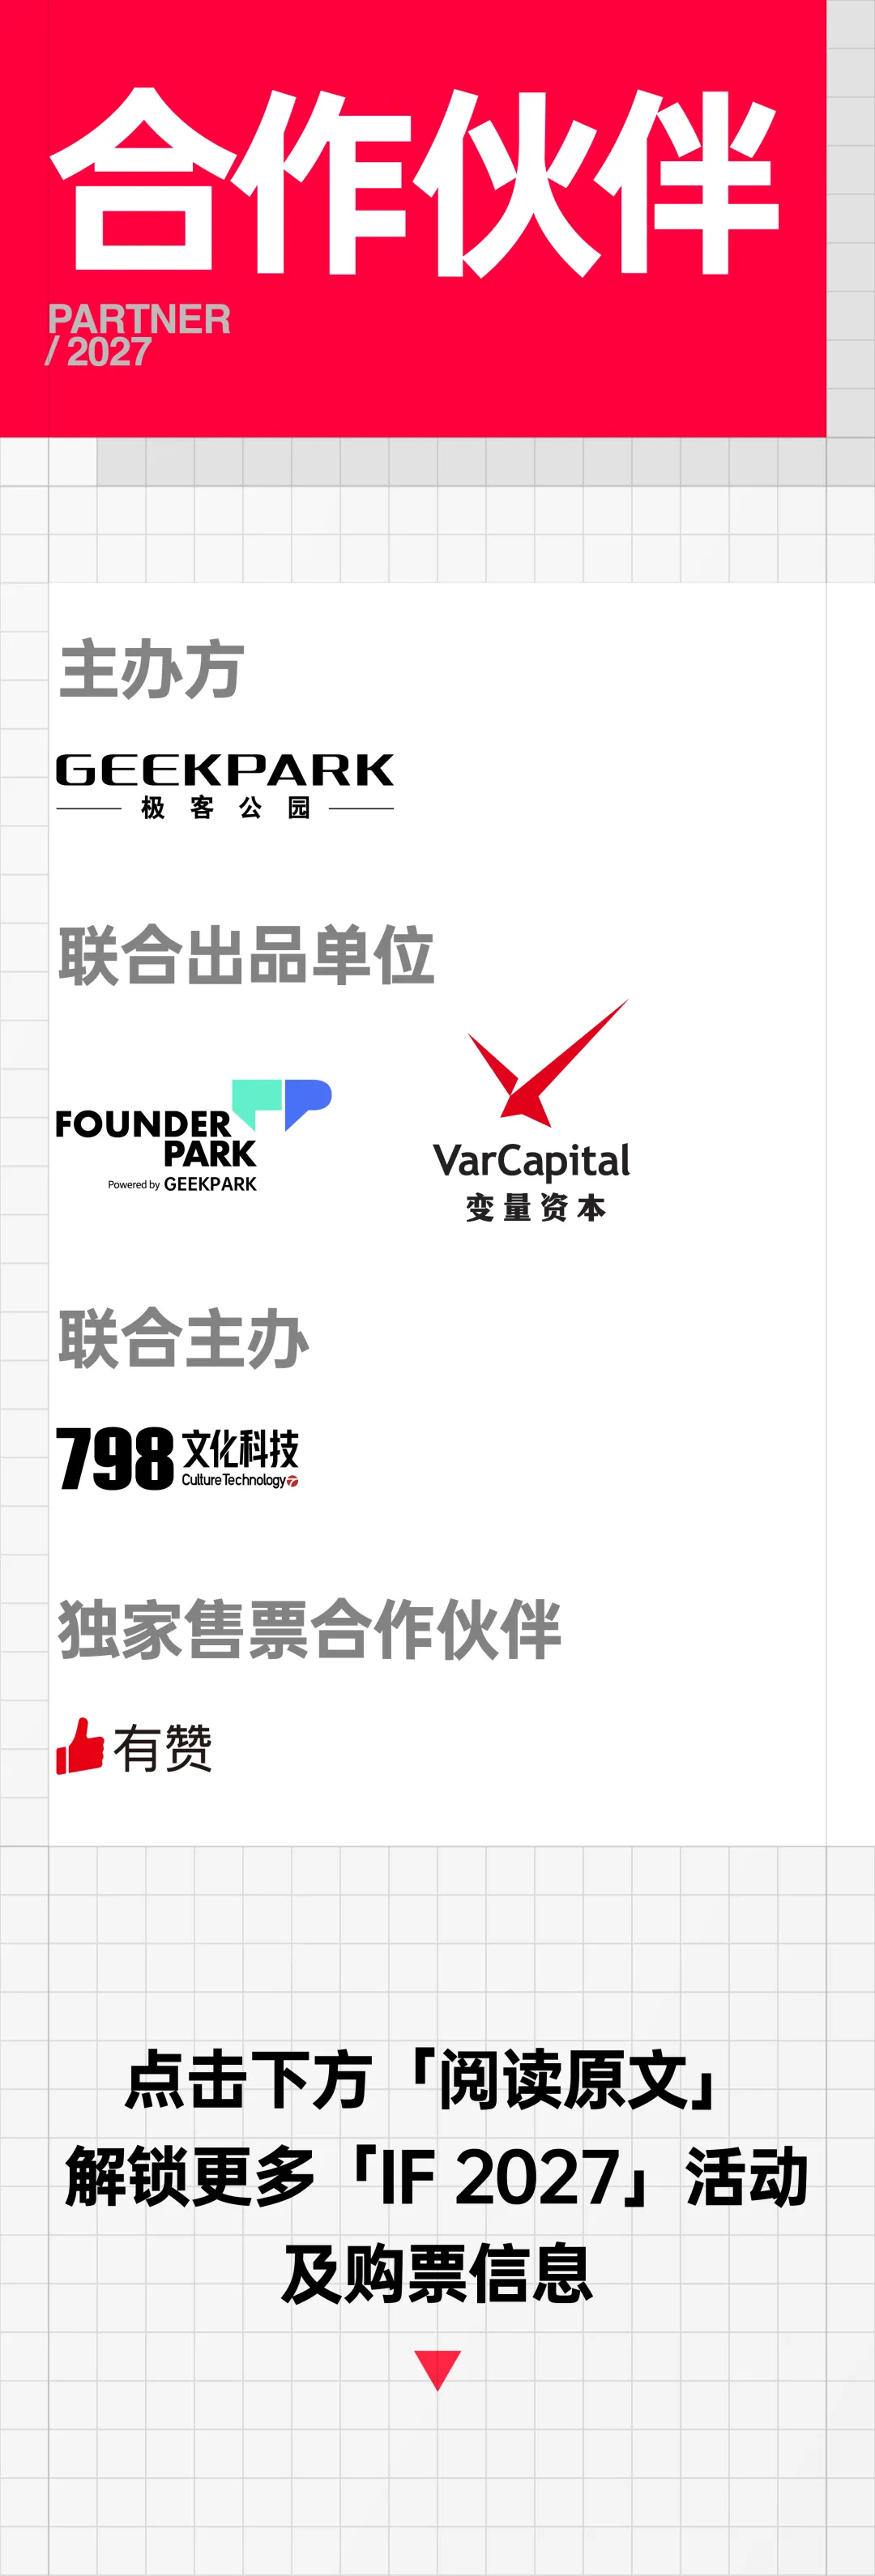 合作伙伴
PARTNER
/ 2027
主办方
GEEKPARK
极客公园
联合出品单位
FOUNDER
PARK
Powered by GEEKPARK
VarCapital
变量资本
联合主办
798 文化科技
Culture Technology
独家售票合作伙伴
有赞
点击下方「阅读原文」
解锁更多「IF 2027」活动
及购票信息